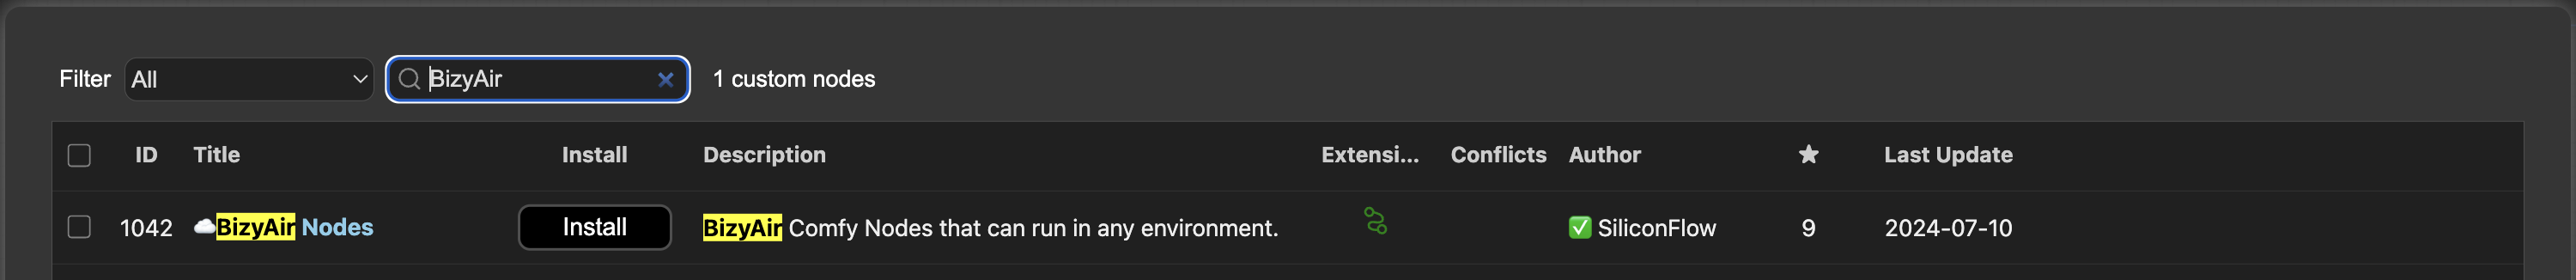 Filter All BizyAir 1 custom nodes
ID Title Install Description Extensi... Conflicts Author ★ Last Update
1042 ☁️BizyAir Nodes Install BizyAir Comfy Nodes that can run in any environment. ✅ SiliconFlow 9 2024-07-10